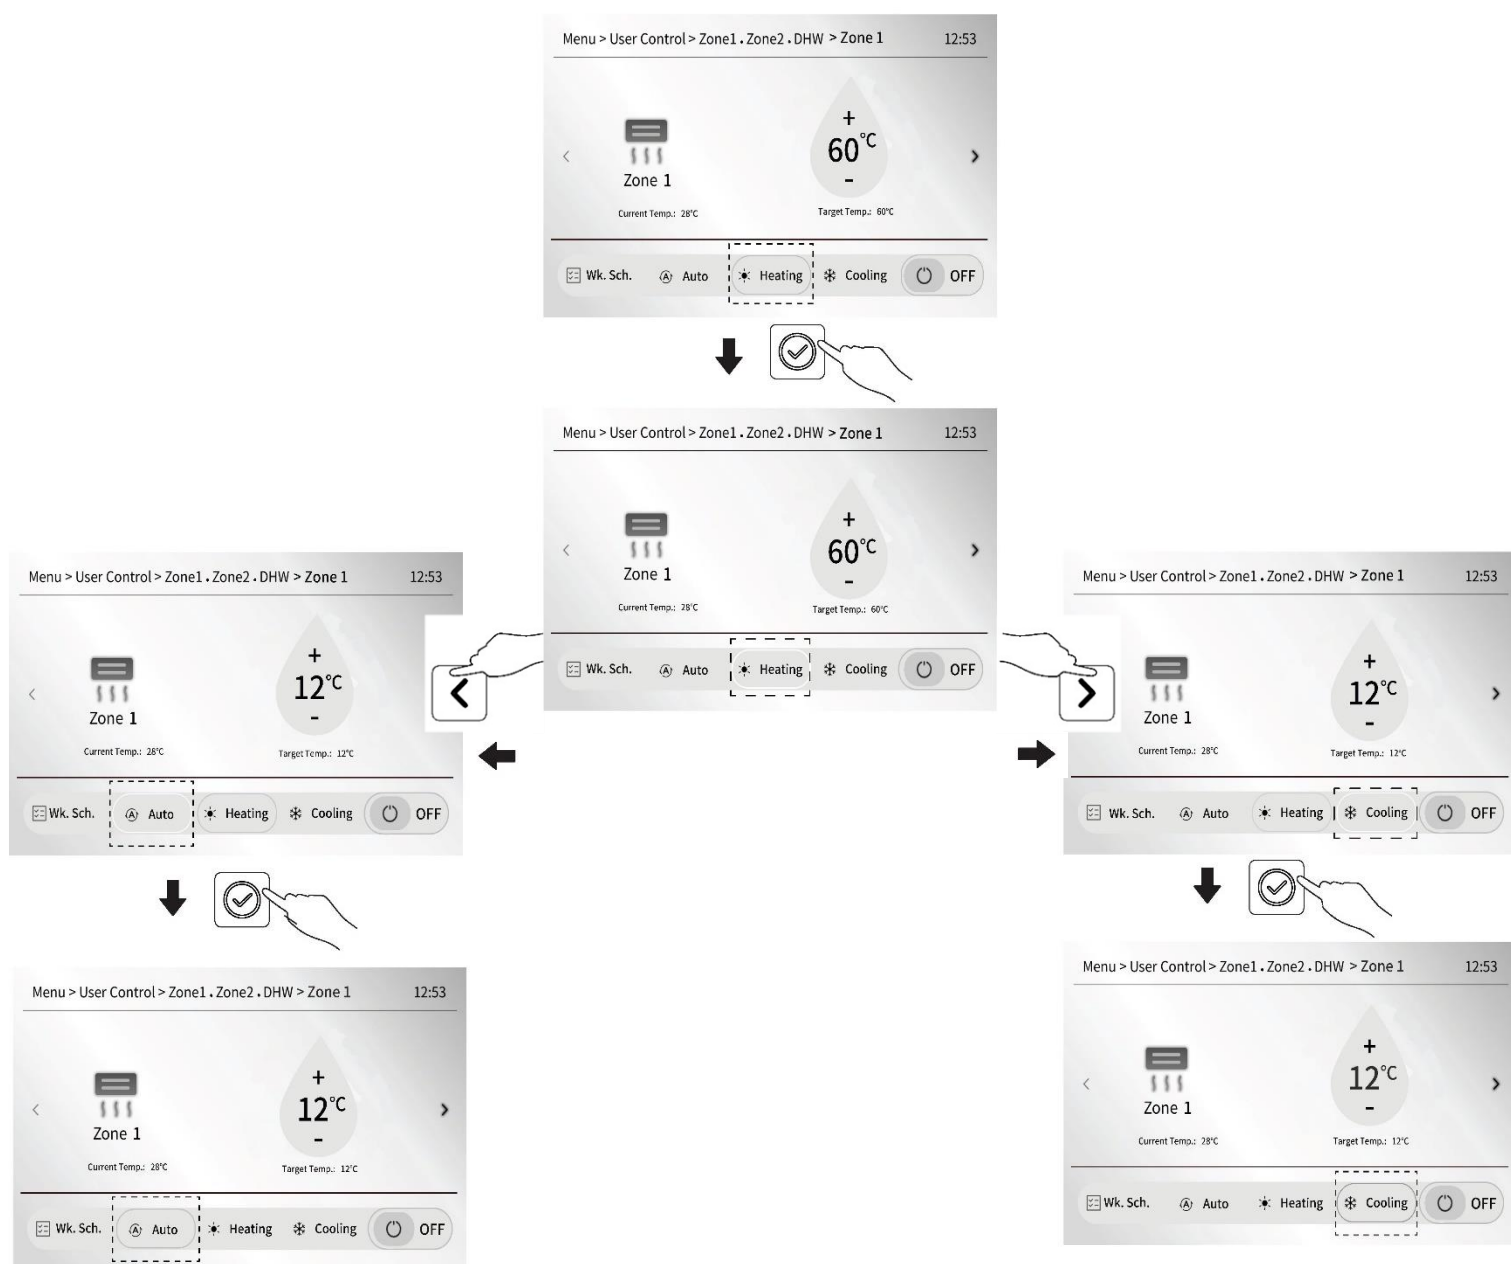 Menu > User Control > Zone1 . Zone2 . DHW > Zone 1 12:53
+
60°C
-
Zone 1
Current Temp.: 28°C Target Temp.: 60°C
Wk. Sch. A Auto Heating Cooling OFF
Menu > User Control > Zone1 . Zone2 . DHW > Zone 1 12:53
+
60°C
-
Zone 1
Current Temp.: 28°C Target Temp.: 60°C
Wk. Sch. A Auto Heating Cooling OFF
Menu > User Control > Zone1 . Zone2 . DHW > Zone 1 12:53
+
12°C
-
Zone 1
Current Temp.: 28°C Target Temp.: 12°C
Wk. Sch. A Auto Heating Cooling OFF
Menu > User Control > Zone1 . Zone2 . DHW > Zone 1 12:53
+
12°C
-
Zone 1
Current Temp.: 28°C Target Temp.: 12°C
Wk. Sch. A Auto Heating Cooling OFF
Menu > User Control > Zone1 . Zone2 . DHW > Zone 1 12:53
+
12°C
-
Zone 1
Current Temp.: 28°C Target Temp.: 12°C
Wk. Sch. A Auto Heating Cooling OFF
Menu > User Control > Zone1 . Zone2 . DHW > Zone 1 12:53
+
12°C
-
Zone 1
Current Temp.: 28°C Target Temp.: 12°C
Wk. Sch. A Auto Heating Cooling OFF